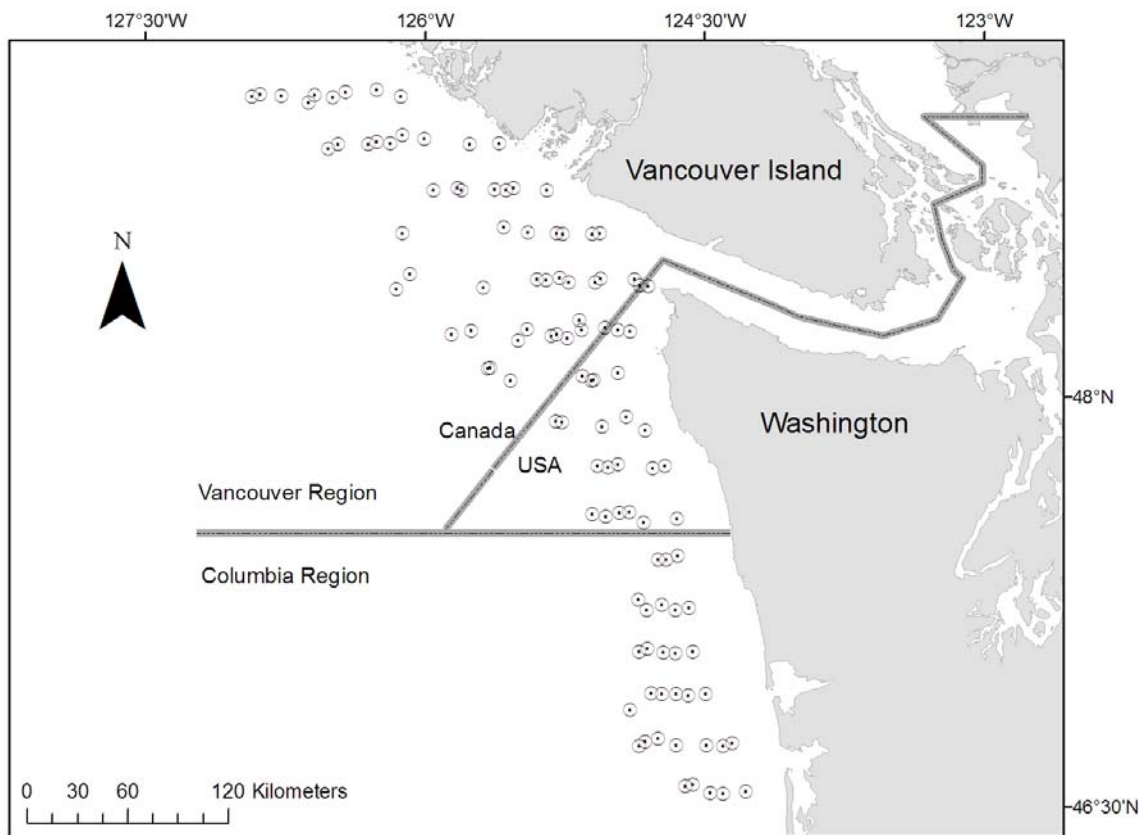 127°30'W 126°W 124°30'W 123°W
Vancouver Island
N
48°N
Washington
Canada
USA
Vancouver Region
Columbia Region
0 30 60 120 Kilometers
46°30'N